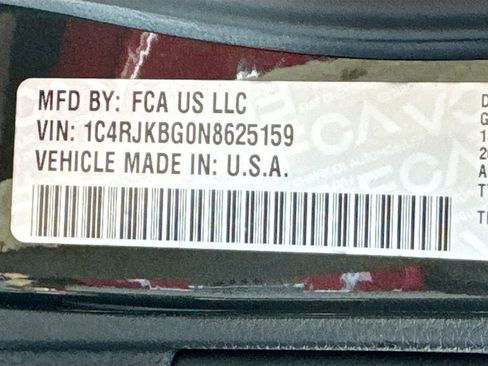 MFD BY: FCA US LLC
VIN: 1C4RJKBG0N8625159
VEHICLE MADE IN: U.S.A.